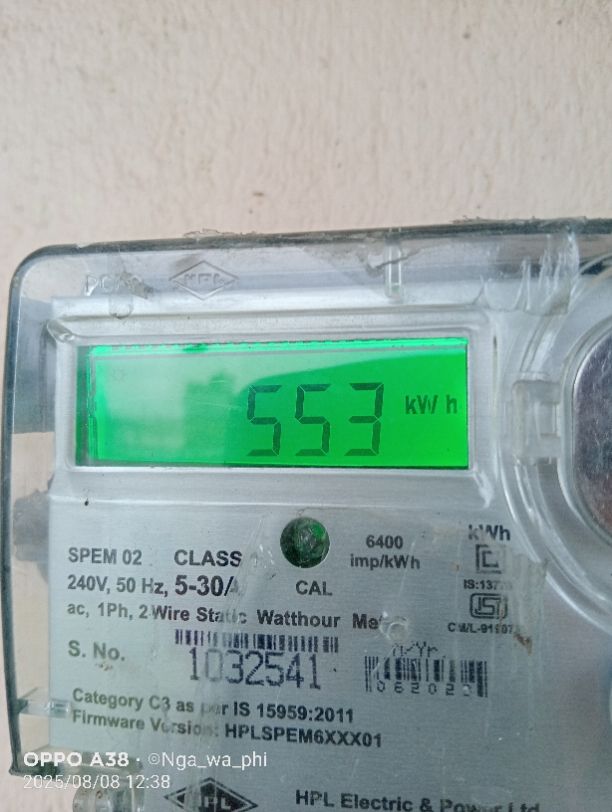 HPL
553 kWh
SPEM 02 CLASS
6400
imp/kWh
kWh
240V, 50 Hz, 5-30A
CAL
ac, 1Ph, 2 Wire Static Watthour
S. No.
1032541
M/Yr
Category C3 as per IS 15959:2011
Firmware Version: HPLSPEM6XXX01
HPL
HPL Electric & Power Ltd
OPPO A38 · ©Nga_wa_phi
2025/08/08 12:38